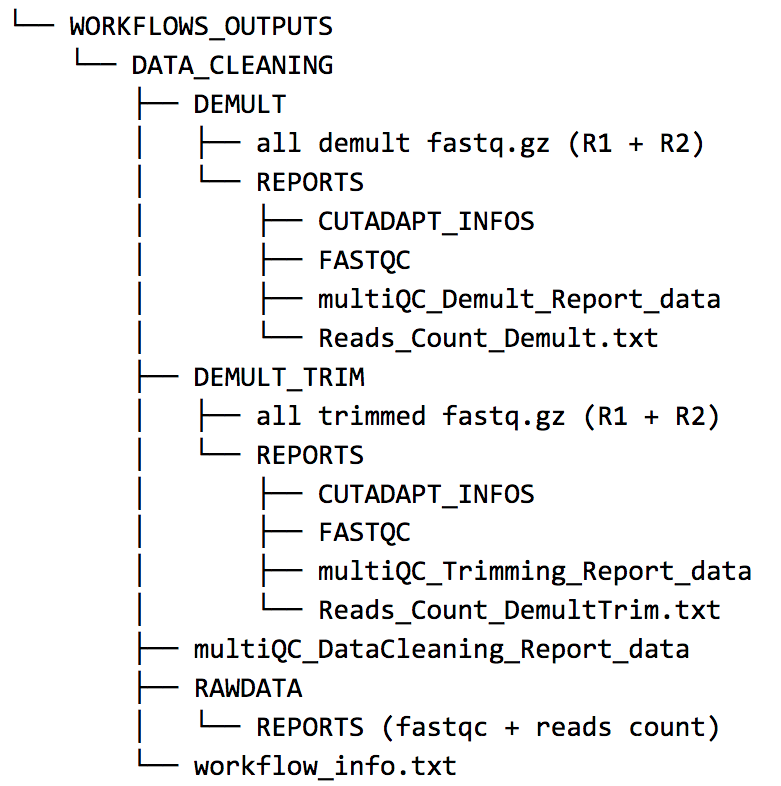 └── WORKFLOWS_OUTPUTS
    └── DATA_CLEANING
        ├── DEMULT
        │   ├── all demult fastq.gz (R1 + R2)
        │   └── REPORTS
        │       ├── CUTADAPT_INFOS
        │       ├── FASTQC
        │       ├── multiQC_Demult_Report_data
        │       └── Reads_Count_Demult.txt
        ├── DEMULT_TRIM
        │   ├── all trimmed fastq.gz (R1 + R2)
        │   └── REPORTS
        │       ├── CUTADAPT_INFOS
        │       ├── FASTQC
        │       ├── multiQC_Trimming_Report_data
        │       └── Reads_Count_DemultTrim.txt
        ├── multiQC_DataCleaning_Report_data
        ├── RAWDATA
        │   └── REPORTS (fastqc + reads count)
        └── workflow_info.txt